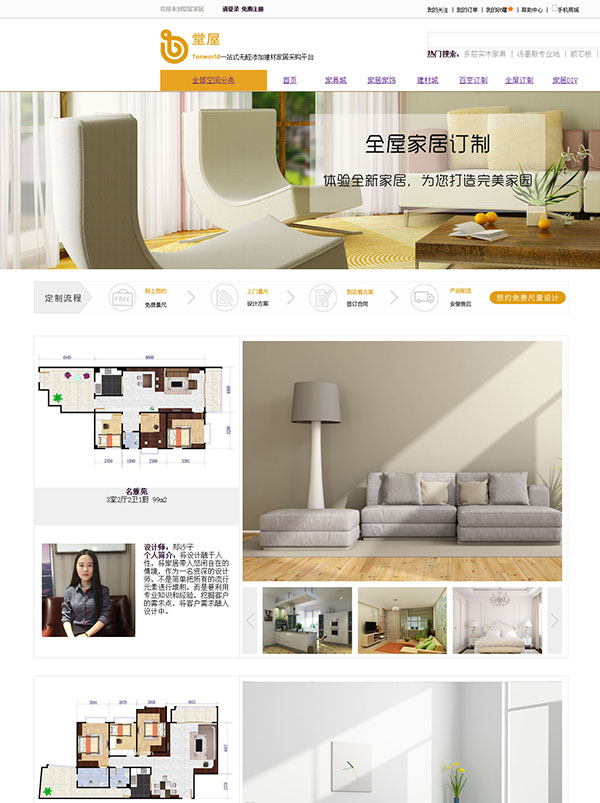 欢迎来到堂屋家居 请登录 免费注册 我的关注 | 我的订单 | 我的收藏★ | 帮助中心 | 手机商城
堂屋
Tonworld一站式无醛添加建材家居采购平台
热门搜索: 多层实木家具 | 汤豪斯专业地 | 顺芯板 |
全部空间分类 首页 家具城 家居家饰 建材城 百变订制 全屋订制 家居DIV
全屋家居订制
体验全新家居，为您打造完美家园
定制流程
FREE
网上预约
免费量尺
上门量尺
设计方案
到店看方案
签订合同
产品配送
安装售后
预约免费尺量设计
名雅苑
3室2厅2卫1厨 99m2
设计师：郑沙子
个人简介：将设计融于人
性，将家居带入悠闲自在的
情境，作为一名资深的设计
师，不是简单把所有的流行
元素进行堆积，而是要利用
专业知识和经验，挖掘客户
的需求点，将客户需求融入
设计中。